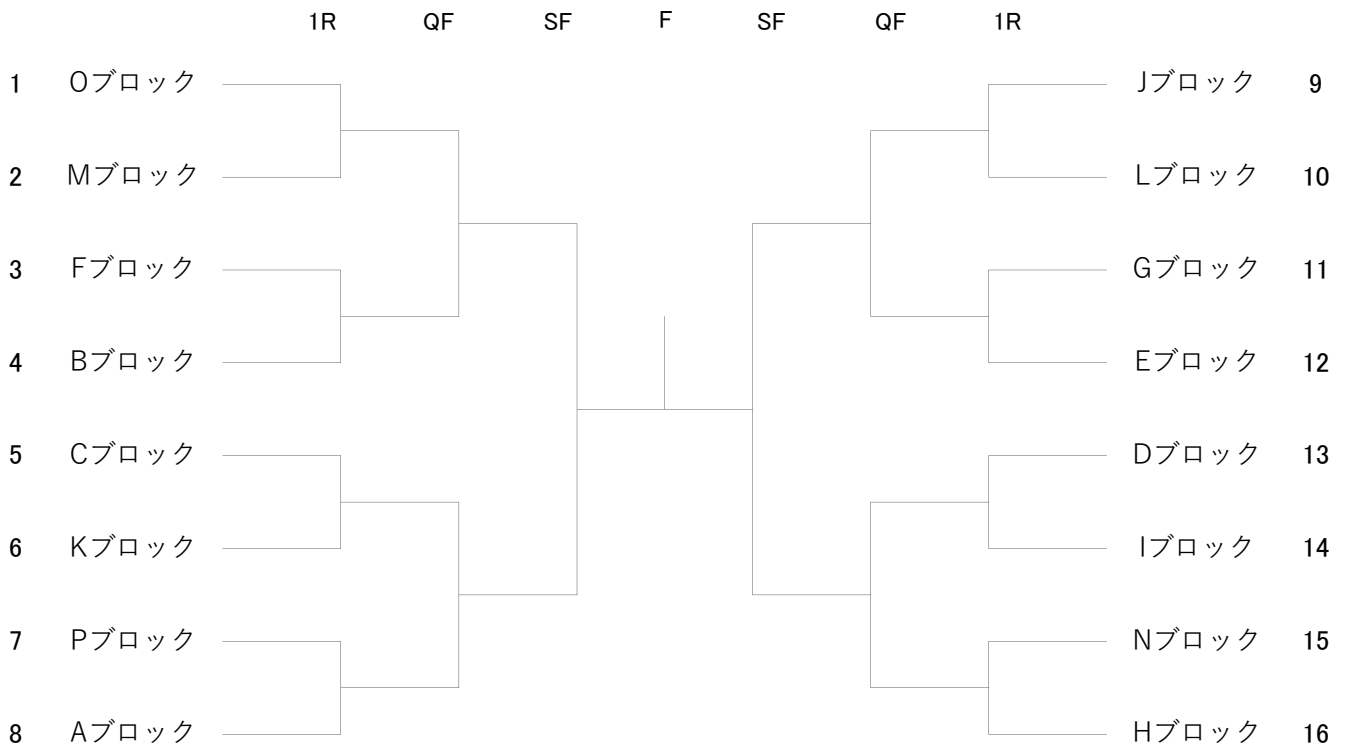 1R QF SF F SF QF 1R
1 Oブロック Jブロック 9
2 Mブロック Lブロック 10
3 Fブロック Gブロック 11
4 Bブロック Eブロック 12
5 Cブロック Dブロック 13
6 Kブロック Iブロック 14
7 Pブロック Nブロック 15
8 Aブロック Hブロック 16